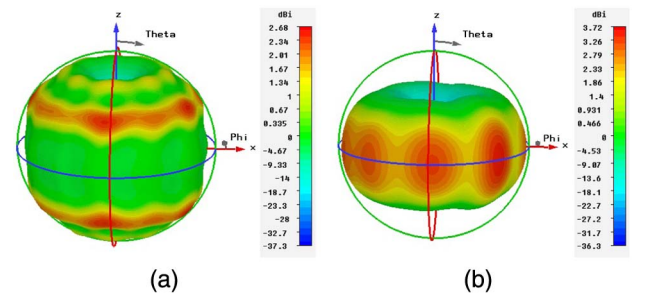 z
Theta
Phi
x
dBi
2.68
2.34
2.01
1.67
1.34
1
0.67
0.335
0
-4.67
-9.33
-14
-18.7
-23.3
-28
-32.7
-37.3
(a)
z
Theta
Phi
x
dBi
3.72
3.26
2.79
2.33
1.86
1.4
0.931
0.466
0
-4.53
-9.07
-13.6
-18.1
-22.7
-27.2
-31.7
-36.3
(b)